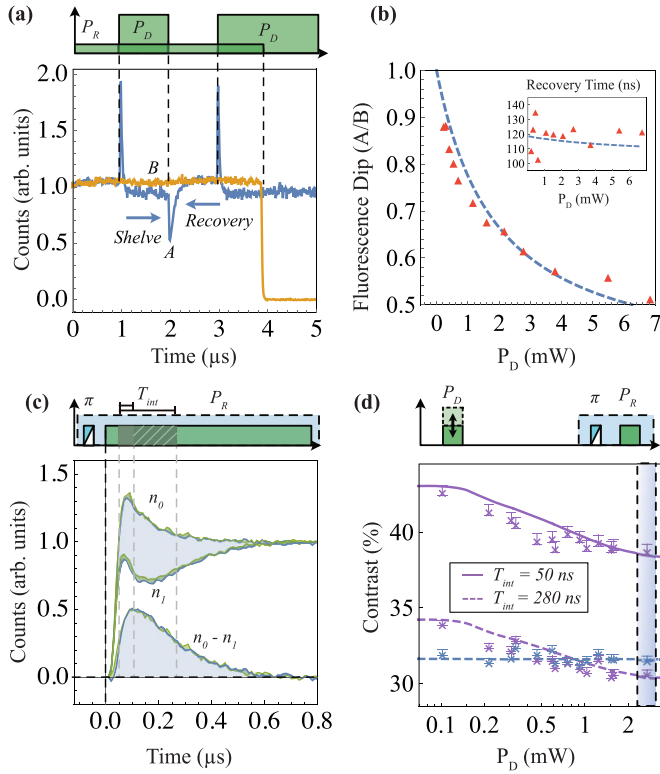 (a)
P_R
P_D
P_D
2.0
1.5
1.0
0.5
0.0
Counts (arb. units)
B
Shelve
Recovery
A
0
1
2
3
4
5
Time (µs)
(b)
1.0
0.9
0.8
0.7
0.6
0.5
Fluorescence Dip (A/B)
Recovery Time (ns)
140
130
120
110
100
0
2
4
6
P_D (mW)
0
1
2
3
4
5
6
7
P_D (mW)
(c)
π
T_int
P_R
1.5
1.0
0.5
0.0
Counts (arb. units)
n_0
n_1
n_0 - n_1
0.0
0.2
0.4
0.6
0.8
Time (µs)
(d)
P_D
π
P_R
40
35
30
Contrast (%)
T_int = 50 ns
T_int = 280 ns
0.1
0.2
0.5
1
2
P_D (mW)